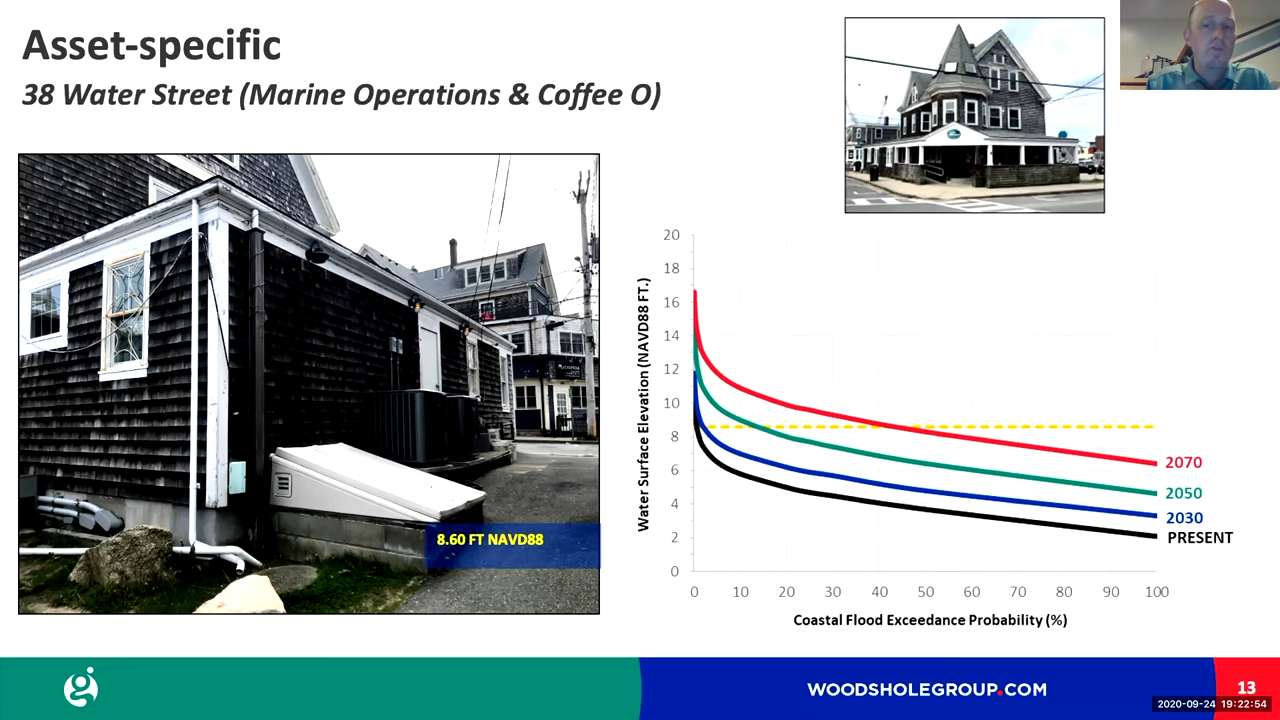 Asset-specific
38 Water Street (Marine Operations & Coffee O)
8.60 FT NAVD88
Water Surface Elevation (NAVD88 FT.)
20
18
16
14
12
10
8
6
4
2
0
0 10 20 30 40 50 60 70 80 90 100
Coastal Flood Exceedance Probability (%)
2070
2050
2030
PRESENT
WOODSHOLEGROUP.COM
13
2020-09-24 19:22:54